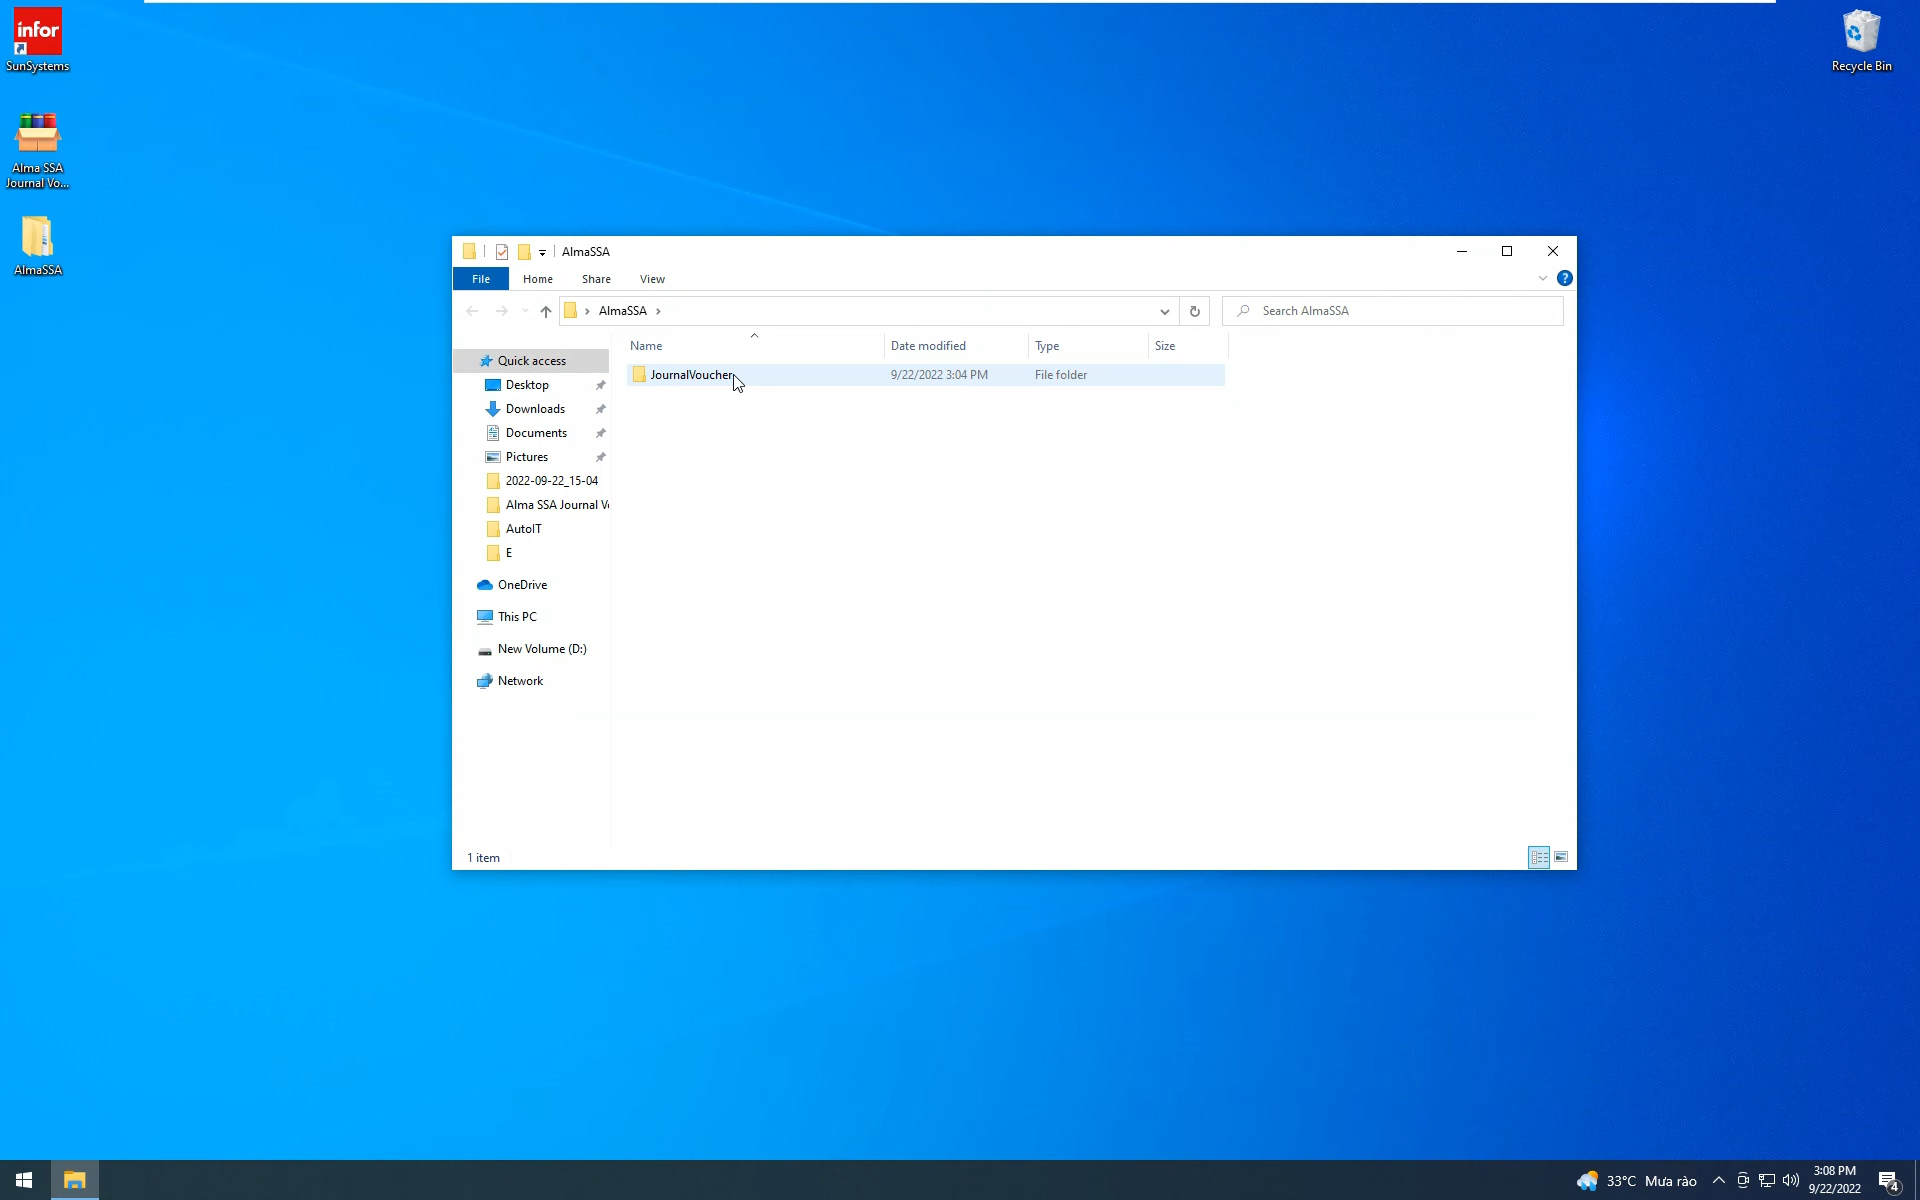 infor
SunSystems
Alma SSA
Journal Vo...
AlmaSSA
Recycle Bin
AlmaSSA
File Home Share View
?
AlmaSSA
Search AlmaSSA
Name Date modified Type Size
JournalVoucher 9/22/2022 3:04 PM File folder
Quick access
Desktop
Downloads
Documents
Pictures
2022-09-22_15-04
Alma SSA Journal Vo
AutoIT
E
OneDrive
This PC
New Volume (D:)
Network
1 item
33°C Mưa rào
3:08 PM
9/22/2022
4